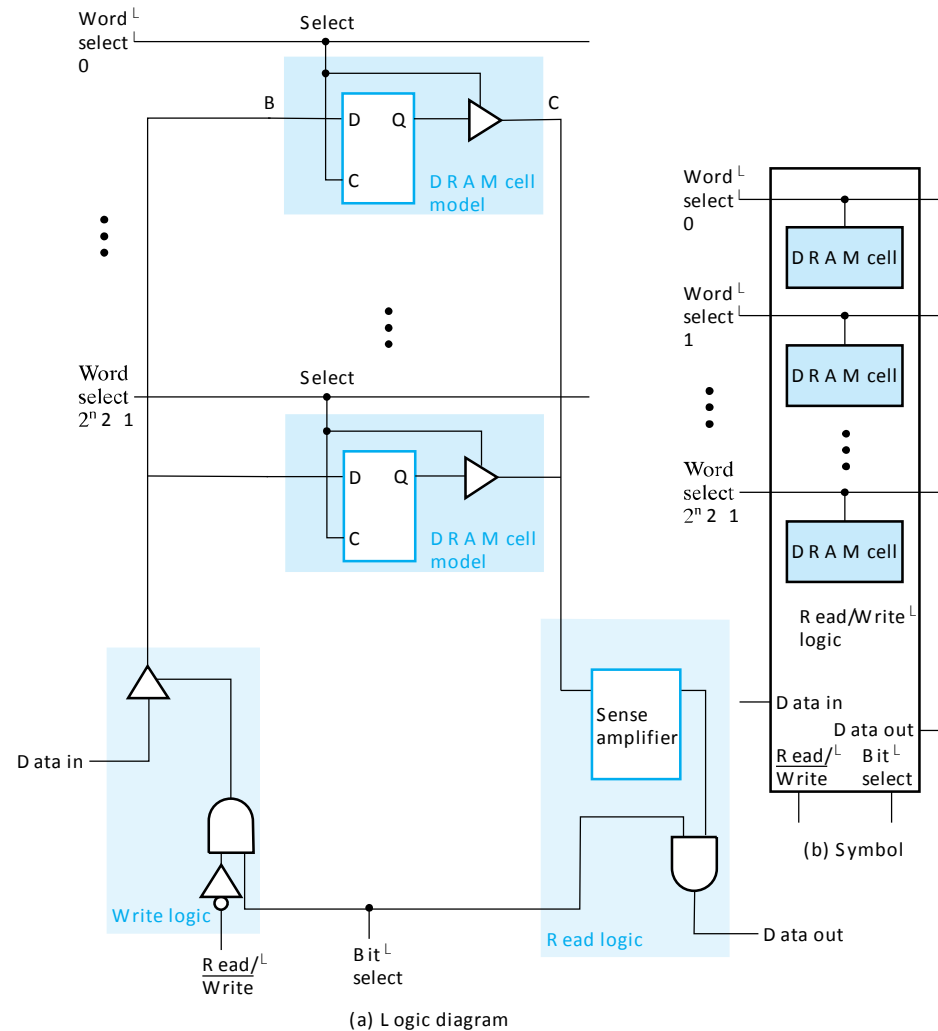 Word└
select└
0
Select
B
C
D
Q
C
DRAM cell
model
Word
select
2ⁿ 2 1
Select
D
Q
C
DRAM cell
model
Data in
Write logic
Read/└
Write
Bit└
select
Sense
amplifier
Read logic
Data out
(a) Logic diagram
Word└
select└
0
DRAM cell
Word└
select└
1
DRAM cell
Word
select
2ⁿ 2 1
DRAM cell
Read/Write└
logic
Data in
Data out
Read/└
Write
Bit└
select
(b) Symbol